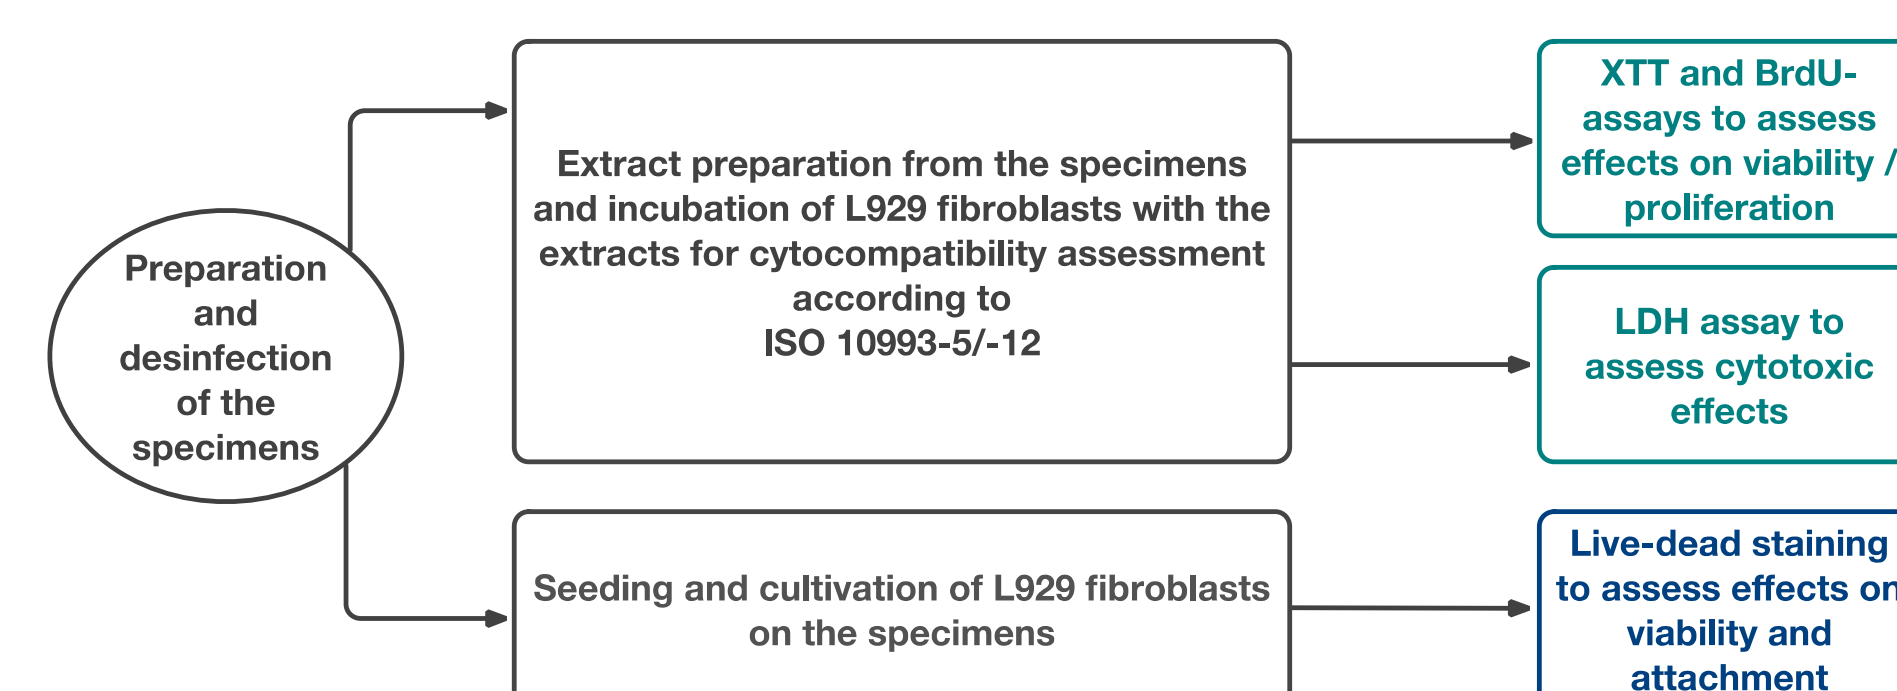 Preparation
and
desinfection
of the
specimens
Extract preparation from the specimens
and incubation of L929 fibroblasts with the
extracts for cytocompatibility assessment
according to
ISO 10993-5/-12
XTT and BrdU-
assays to assess
effects on viability /
proliferation
LDH assay to
assess cytotoxic
effects
Seeding and cultivation of L929 fibroblasts
on the specimens
Live-dead staining
to assess effects on
viability and
attachment